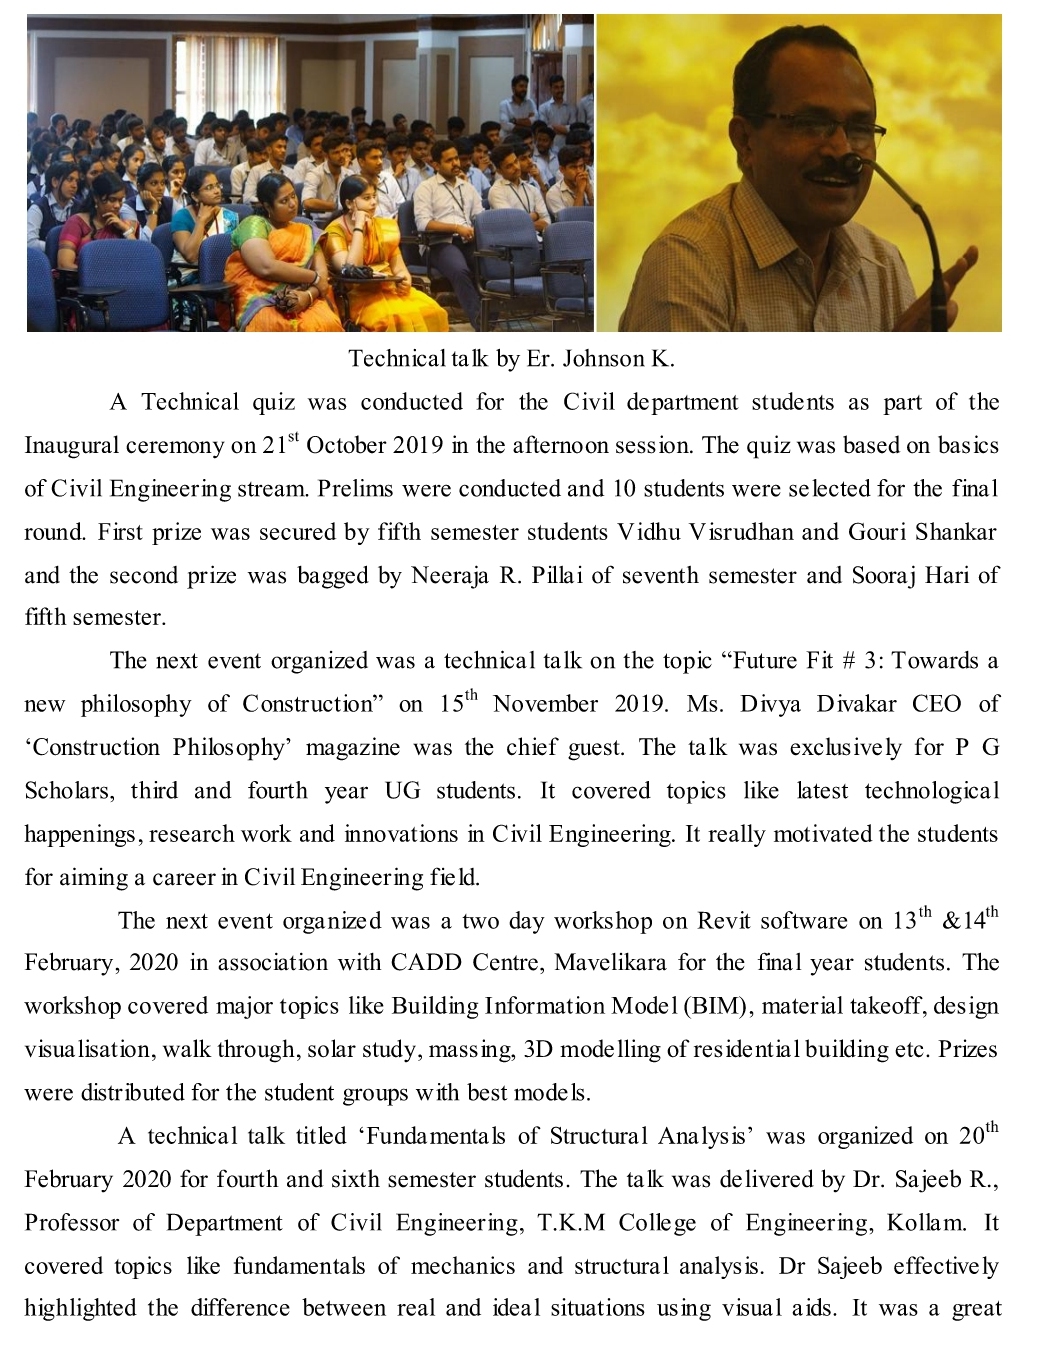 Technical talk by Er. Johnson K.
A Technical quiz was conducted for the Civil department students as part of the
Inaugural ceremony on 21st October 2019 in the afternoon session. The quiz was based on basics
of Civil Engineering stream. Prelims were conducted and 10 students were selected for the final
round. First prize was secured by fifth semester students Vidhu Visrudhan and Gouri Shankar
and the second prize was bagged by Neeraja R. Pillai of seventh semester and Sooraj Hari of
fifth semester.
The next event organized was a technical talk on the topic “Future Fit # 3: Towards a
new philosophy of Construction” on 15th November 2019. Ms. Divya Divakar CEO of
‘Construction Philosophy’ magazine was the chief guest. The talk was exclusively for P G
Scholars, third and fourth year UG students. It covered topics like latest technological
happenings, research work and innovations in Civil Engineering. It really motivated the students
for aiming a career in Civil Engineering field.
The next event organized was a two day workshop on Revit software on 13th &14th
February, 2020 in association with CADD Centre, Mavelikara for the final year students. The
workshop covered major topics like Building Information Model (BIM), material takeoff, design
visualisation, walk through, solar study, massing, 3D modelling of residential building etc. Prizes
were distributed for the student groups with best models.
A technical talk titled ‘Fundamentals of Structural Analysis’ was organized on 20th
February 2020 for fourth and sixth semester students. The talk was delivered by Dr. Sajeeb R.,
Professor of Department of Civil Engineering, T.K.M College of Engineering, Kollam. It
covered topics like fundamentals of mechanics and structural analysis. Dr Sajeeb effectively
highlighted the difference between real and ideal situations using visual aids. It was a great